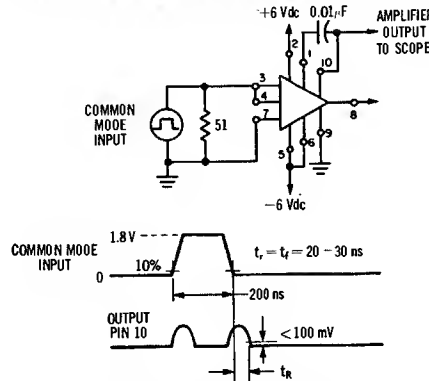 +6 Vdc 0.01μF AMPLIFIER
OUTPUT
TO SCOPE
2 1 10
3
4
7
8
5 6 9
COMMON
MODE
INPUT
51
−6 Vdc
COMMON MODE
INPUT
1.8 V
10%
0
tr = tf = 20 – 30 ns
200 ns
OUTPUT
PIN 10
<100 mV
tR